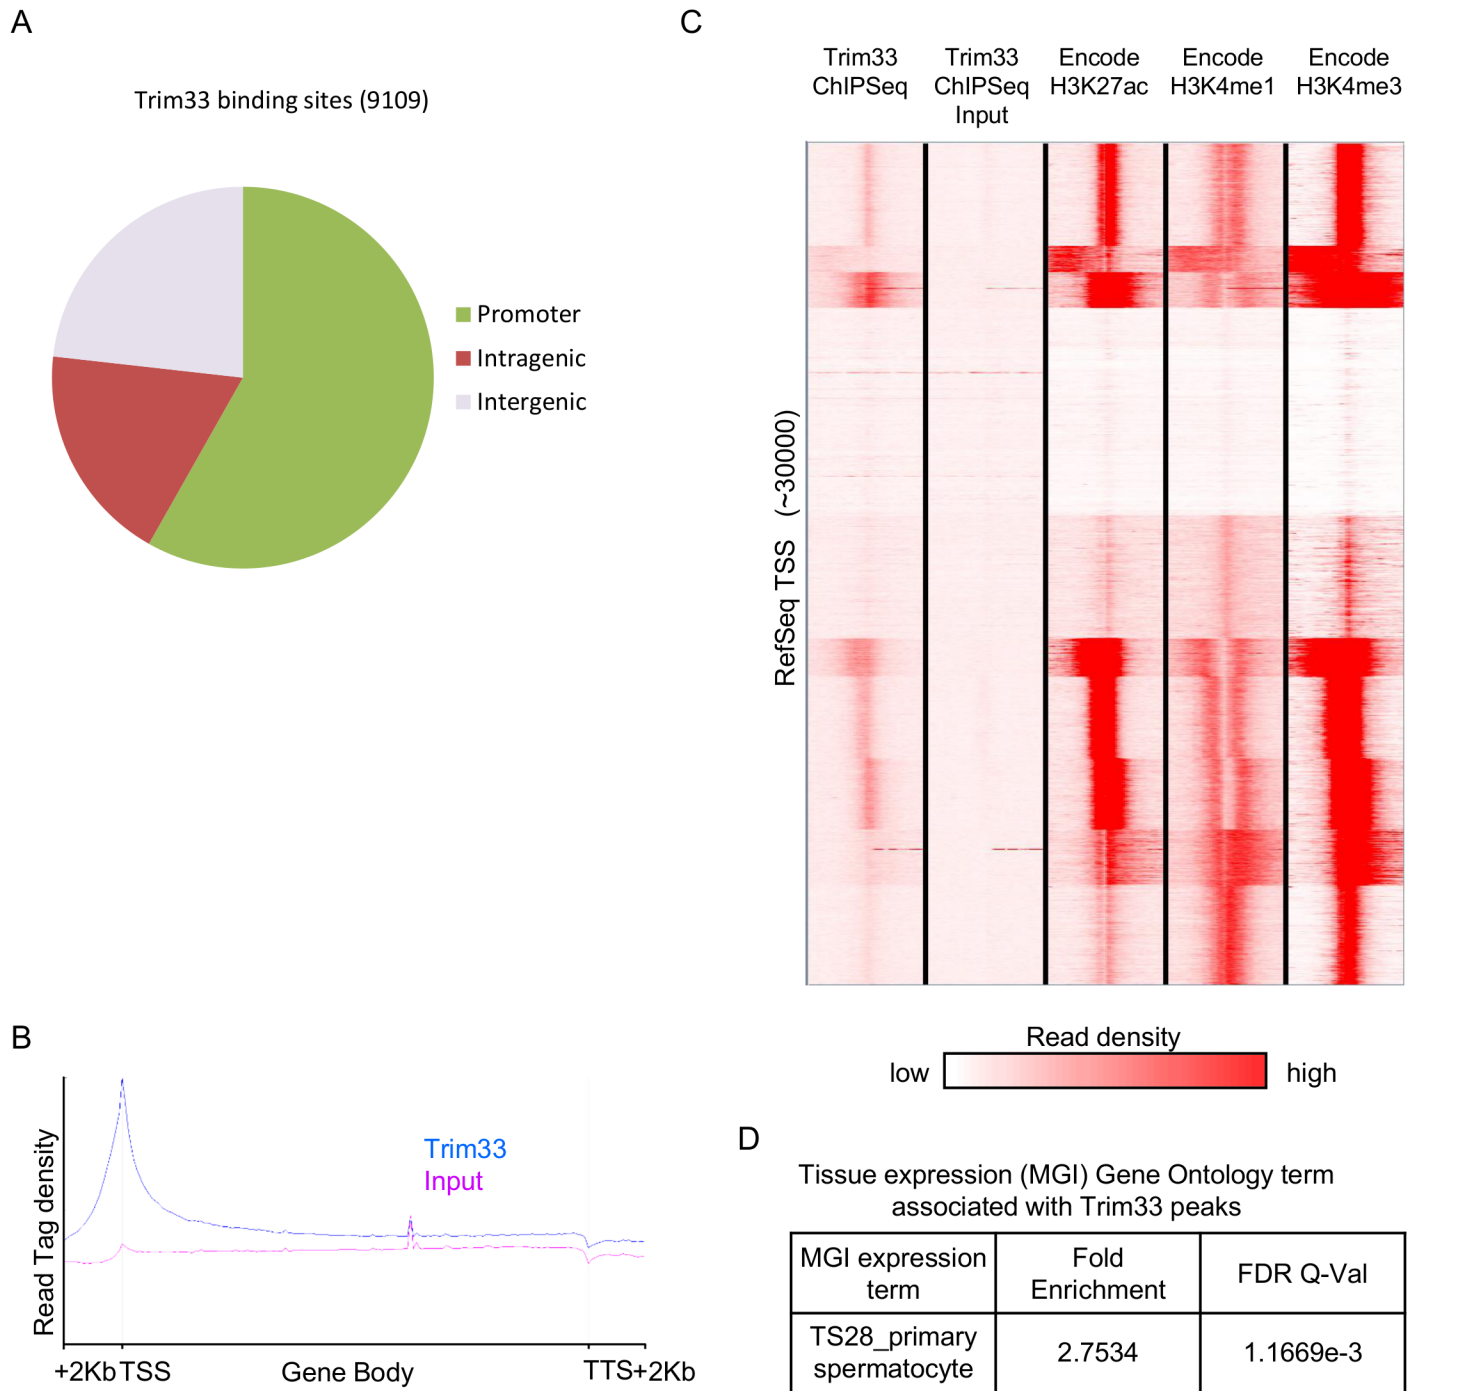 A
Trim33 binding sites (9109)
Promoter
Intragenic
Intergenic
B
Read Tag density
Trim33
Input
+2Kb TSS
Gene Body
TTS+2Kb
C
Trim33
ChIPSeq
Trim33
ChIPSeq
Input
Encode
H3K27ac
Encode
H3K4me1
Encode
H3K4me3
RefSeq TSS (~30000)
Read density
low
high
D
Tissue expression (MGI) Gene Ontology term
associated with Trim33 peaks
MGI expression
term
Fold
Enrichment
FDR Q-Val
TS28_primary
spermatocyte
2.7534
1.1669e-3